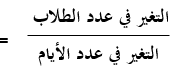 التغير في عدد الطلاب
=
التغير في عدد الأيام